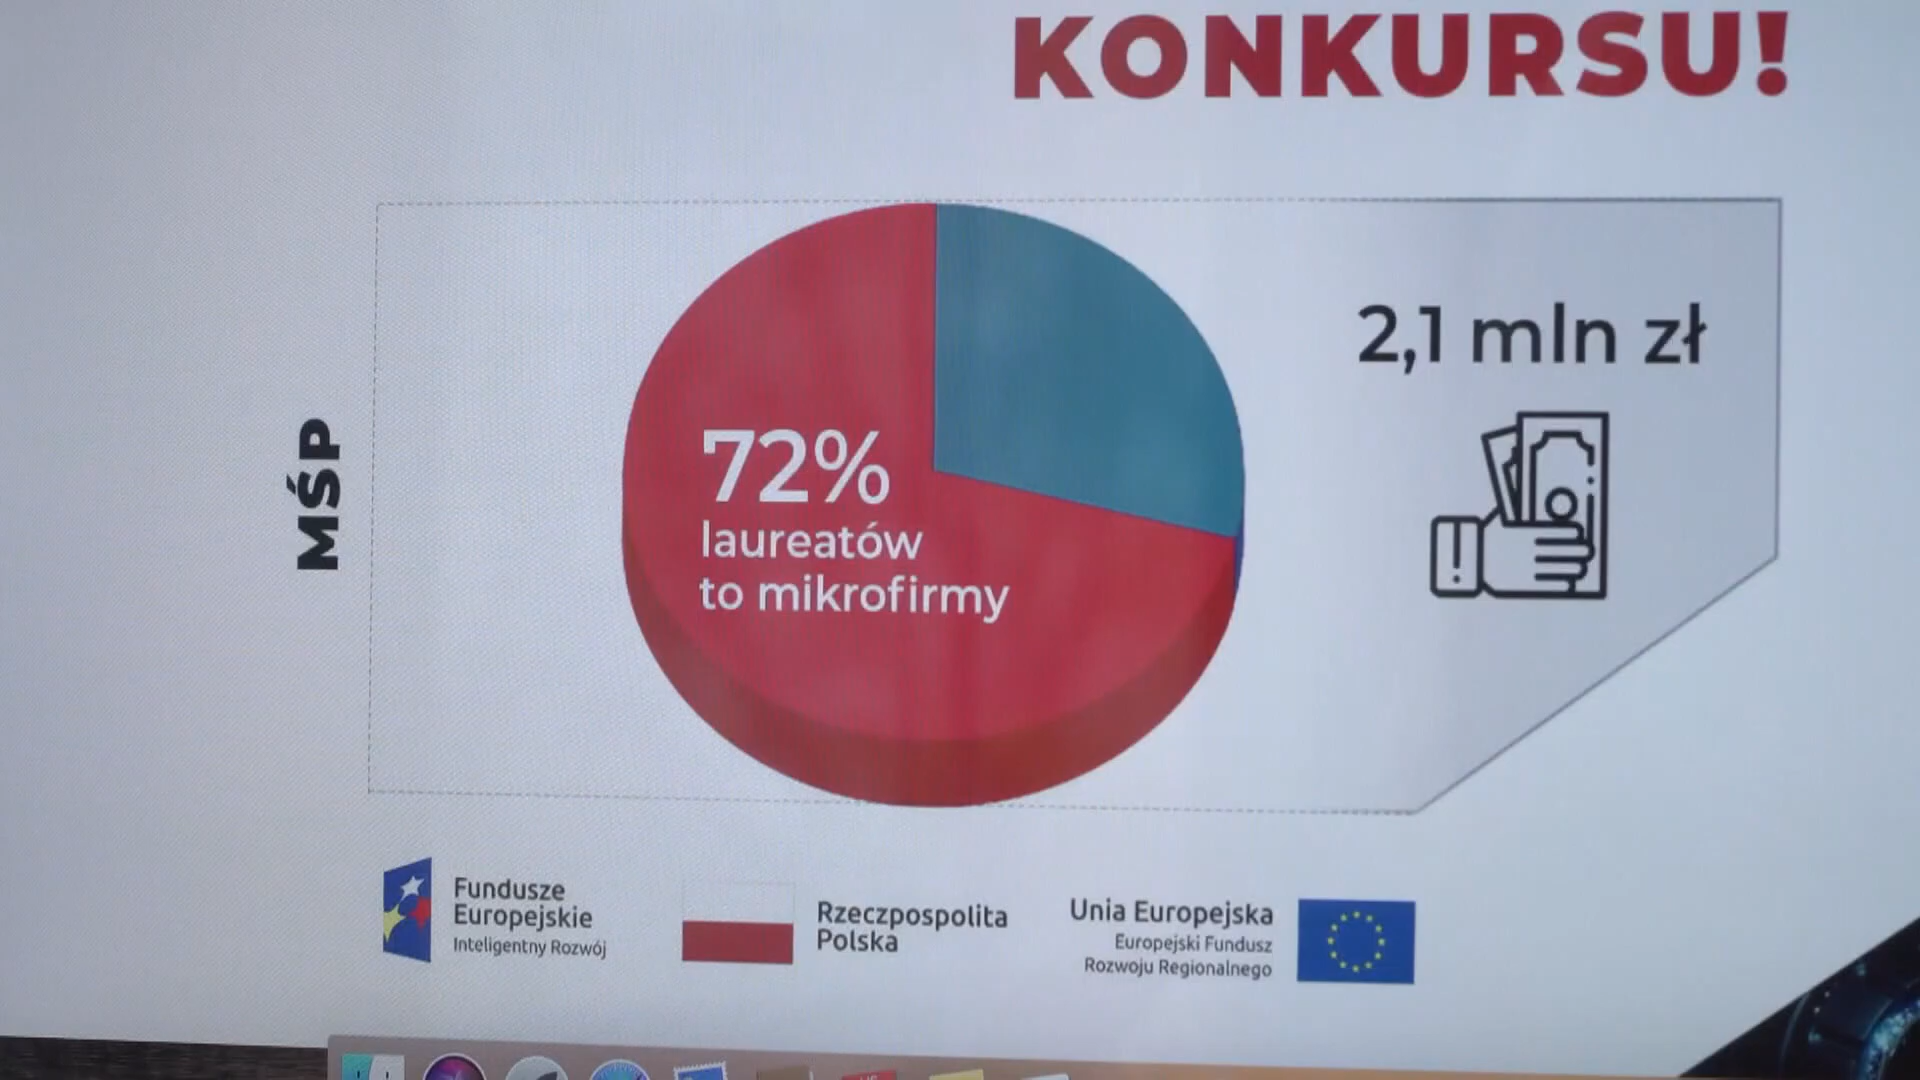 KONKURSU!
MŚP
72%
laureatów
to mikrofirmy
2,1 mln zł
Fundusze
Europejskie
Inteligentny Rozwój
Rzeczpospolita
Polska
Unia Europejska
Europejski Fundusz
Rozwoju Regionalnego